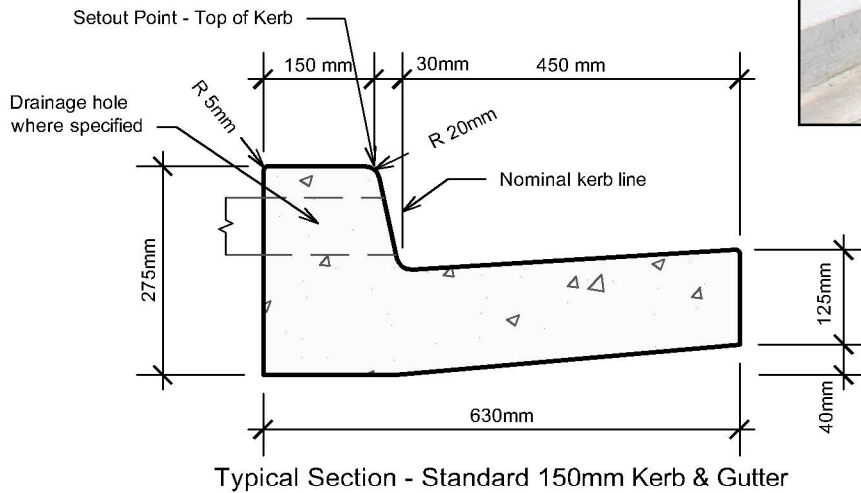 Setout Point - Top of Kerb
150 mm
30mm
450 mm
Drainage hole
where specified
R 5mm
R 20mm
Nominal kerb line
275mm
125mm
40mm
630mm
Typical Section - Standard 150mm Kerb & Gutter